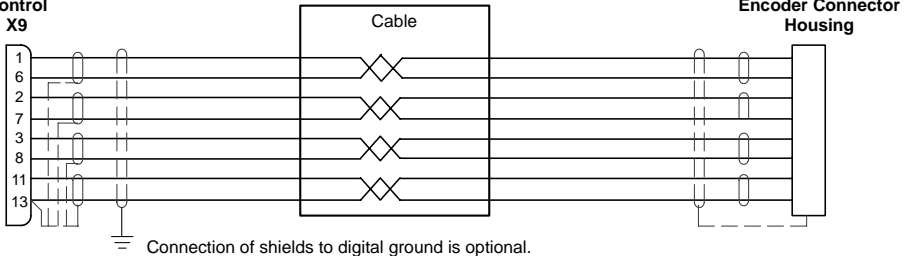 ontrol
X9
Cable
Encoder Connector
Housing
1
6
2
7
3
8
11
13
Connection of shields to digital ground is optional.